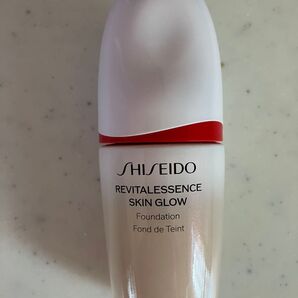 SHISEIDO
REVITALESSENCE
SKIN GLOW
Foundation
Fond de Teint